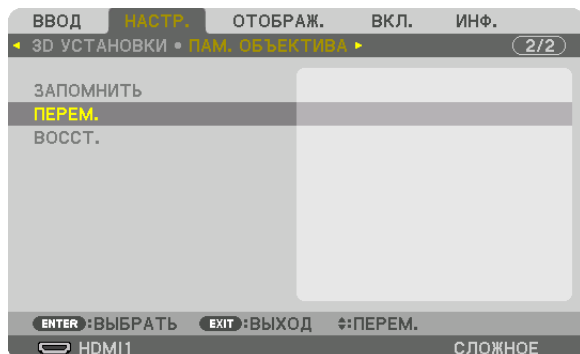 ВВОД НАСТР. ОТОБРАЖ. ВКЛ. ИНФ.
3D УСТАНОВКИ • ПАМ. ОБЪЕКТИВА 2/2
ЗАПОМНИТЬ
ПЕРЕМ.
ВОССТ.
ENTER :ВЫБРАТЬ EXIT :ВЫХОД :ПЕРЕМ.
HDMI1 СЛОЖНОЕ